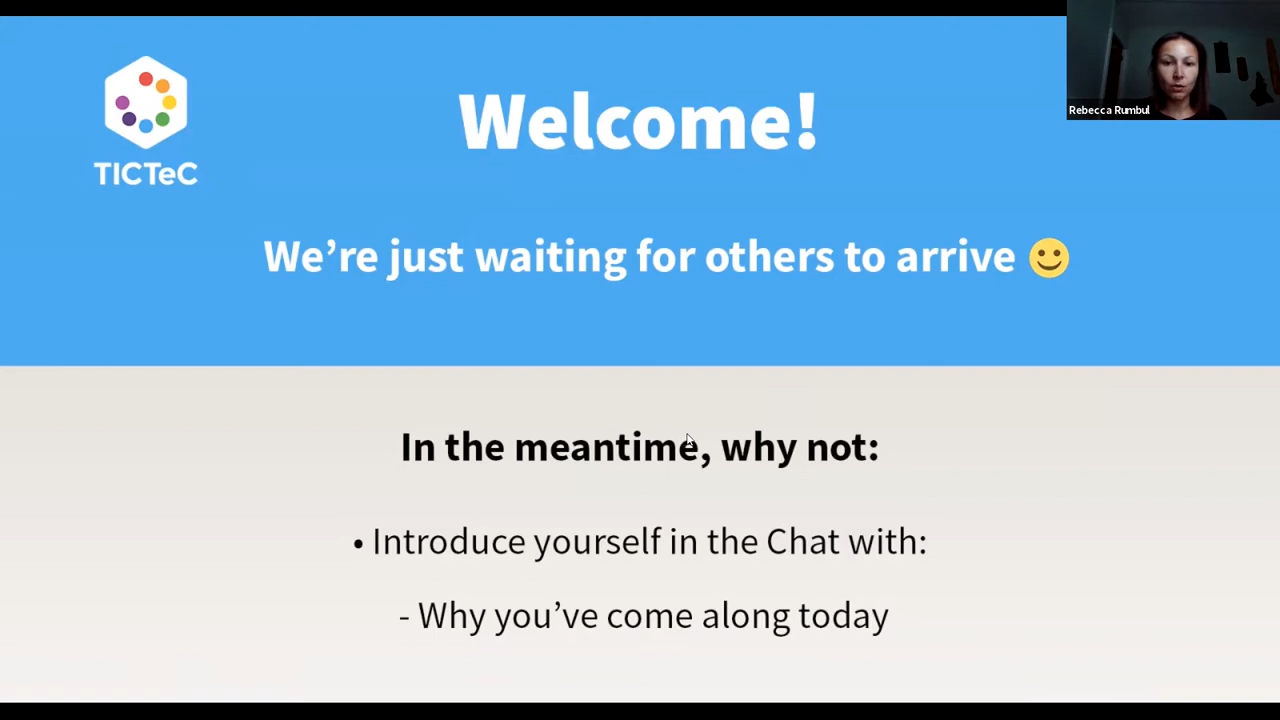 TICTeC
Welcome!
Rebecca Rumbul
We’re just waiting for others to arrive
In the meantime, why not:
• Introduce yourself in the Chat with:
- Why you’ve come along today